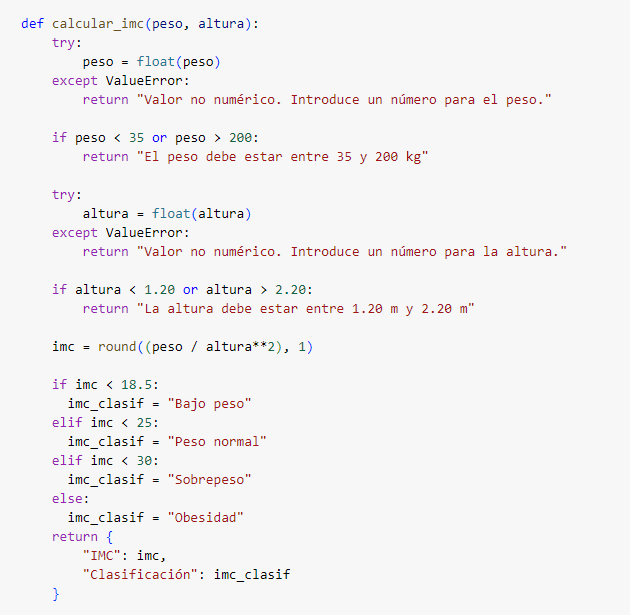 def calcular_imc(peso, altura):
    try:
        peso = float(peso)
    except ValueError:
        return "Valor no numérico. Introduce un número para el peso."

    if peso < 35 or peso > 200:
        return "El peso debe estar entre 35 y 200 kg"

    try:
        altura = float(altura)
    except ValueError:
        return "Valor no numérico. Introduce un número para la altura."

    if altura < 1.20 or altura > 2.20:
        return "La altura debe estar entre 1.20 m y 2.20 m"

    imc = round((peso / altura**2), 1)

    if imc < 18.5:
      imc_clasif = "Bajo peso"
    elif imc < 25:
      imc_clasif = "Peso normal"
    elif imc < 30:
      imc_clasif = "Sobrepeso"
    else:
      imc_clasif = "Obesidad"
    return {
        "IMC": imc,
        "Clasificación": imc_clasif
    }